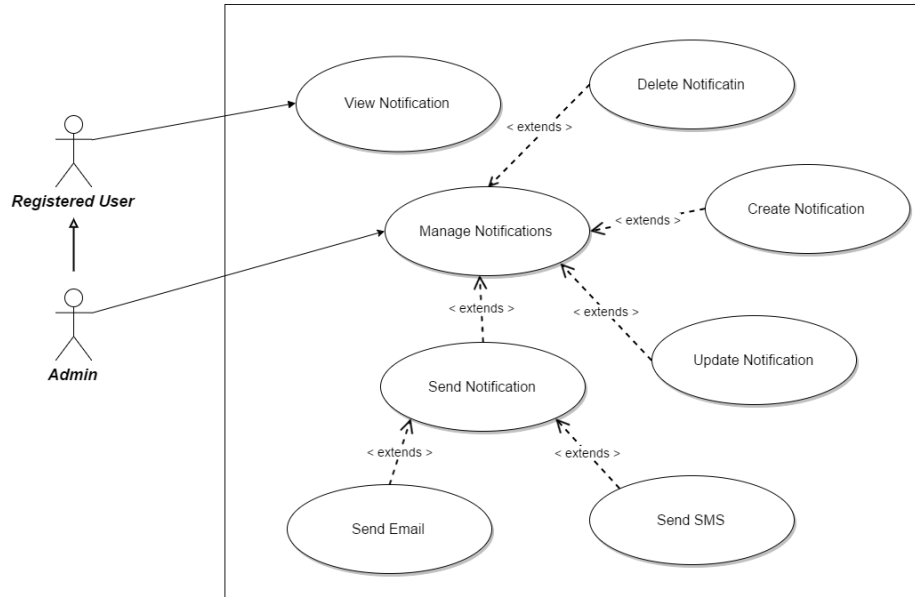 Delete Notificatin
View Notification
< extends >
Registered User
Create Notification
< extends >
Manage Notifications
< extends >
< extends >
Admin
Update Notification
Send Notification
< extends >
< extends >
Send Email
Send SMS